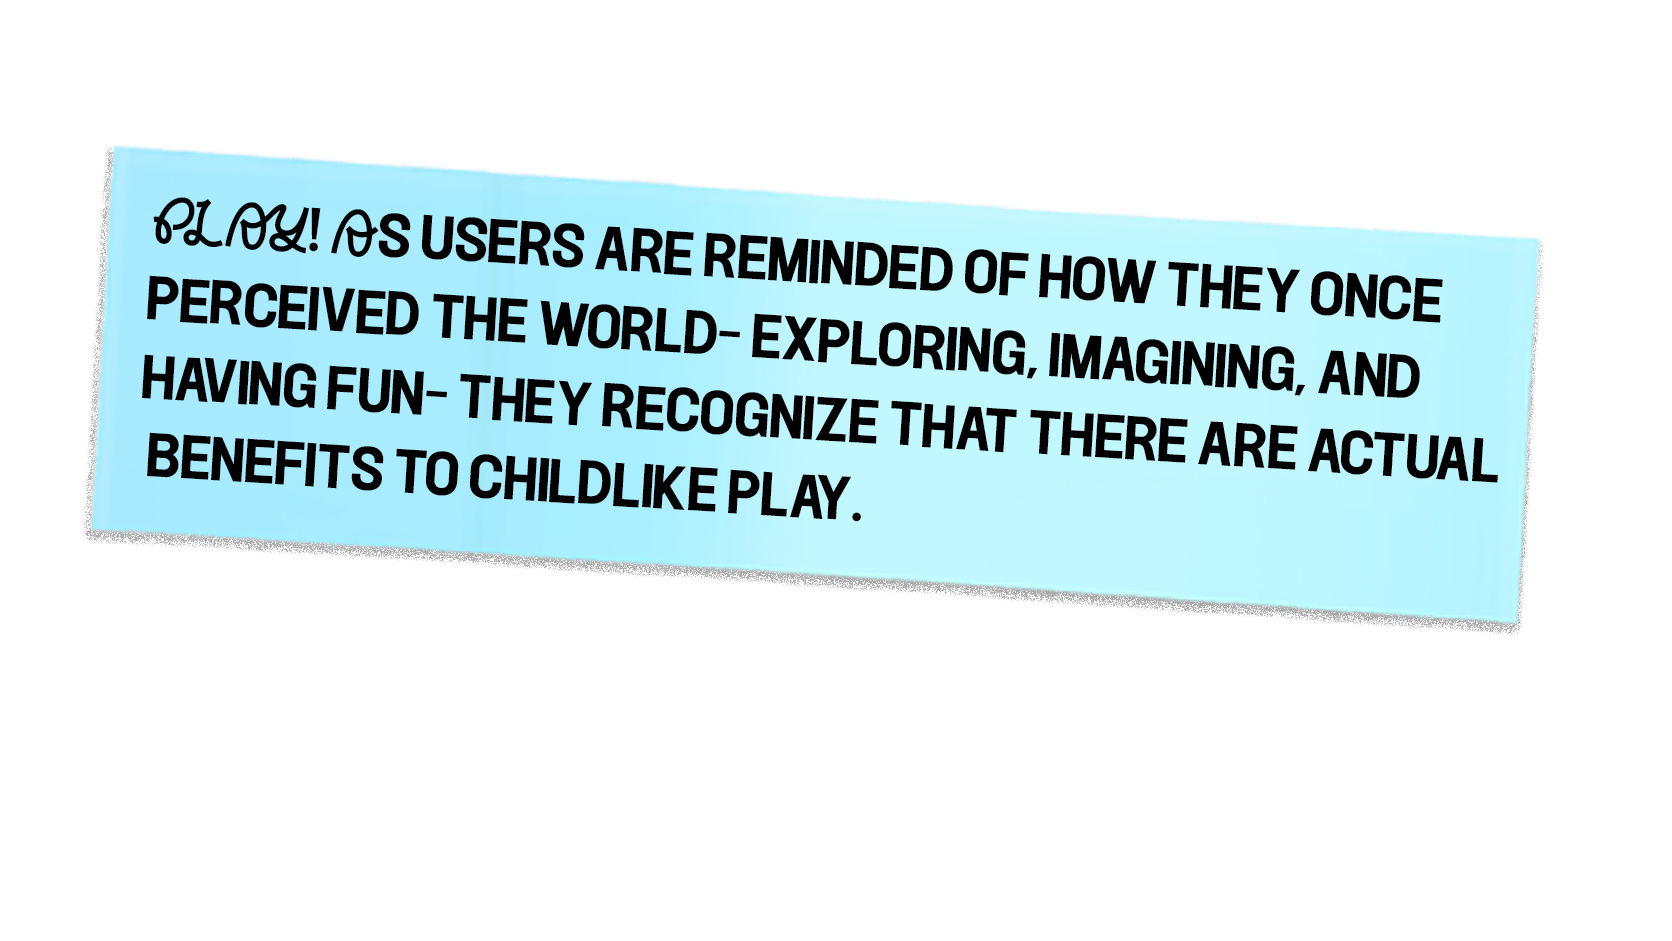 PLAY! AS USERS ARE REMINDED OF HOW THEY ONCE
PERCEIVED THE WORLD- EXPLORING, IMAGINING, AND
HAVING FUN- THEY RECOGNIZE THAT THERE ARE ACTUAL
BENEFITS TO CHILDLIKE PLAY.